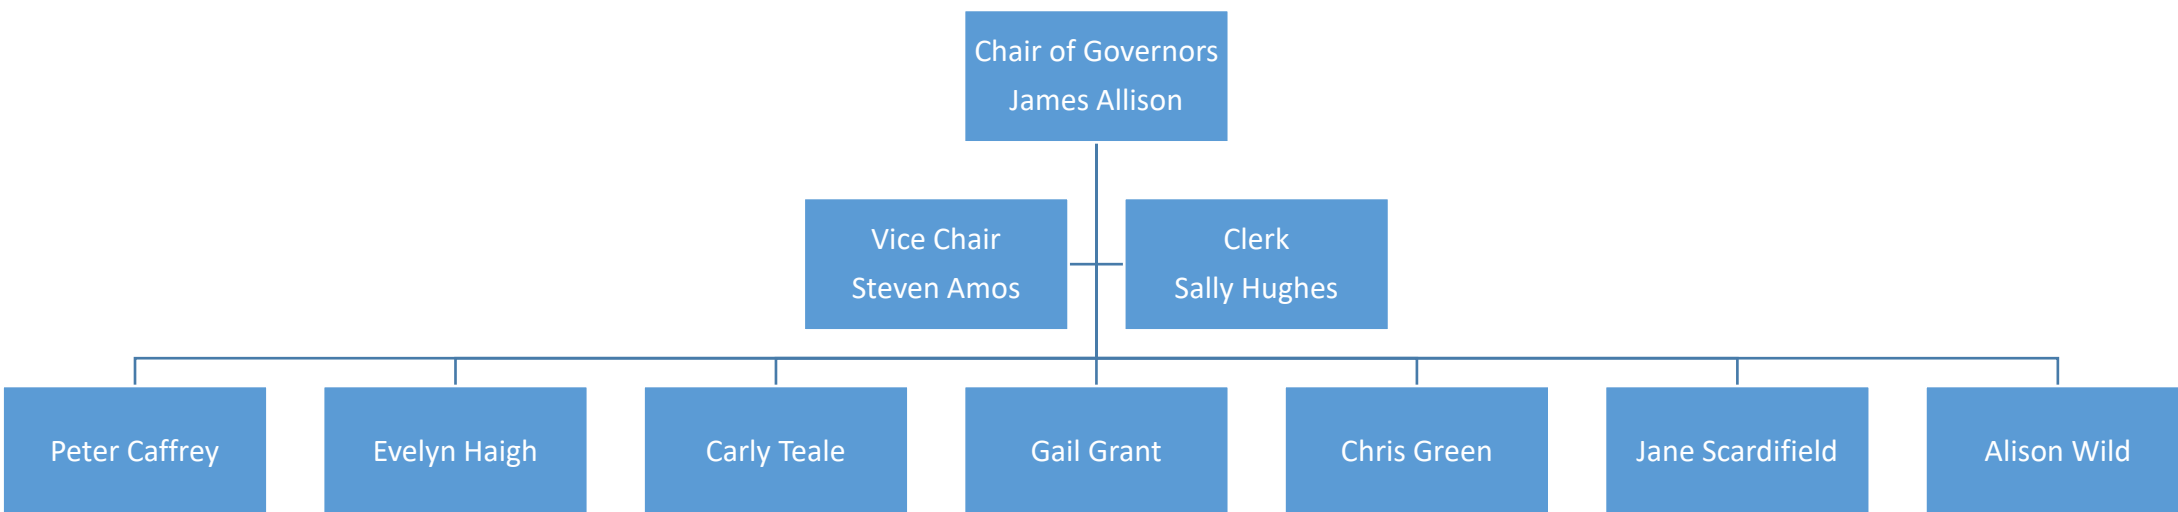 Chair of Governors
James Allison
Vice Chair
Steven Amos
Clerk
Sally Hughes
Peter Caffrey
Evelyn Haigh
Carly Teale
Gail Grant
Chris Green
Jane Scardifield
Alison Wild